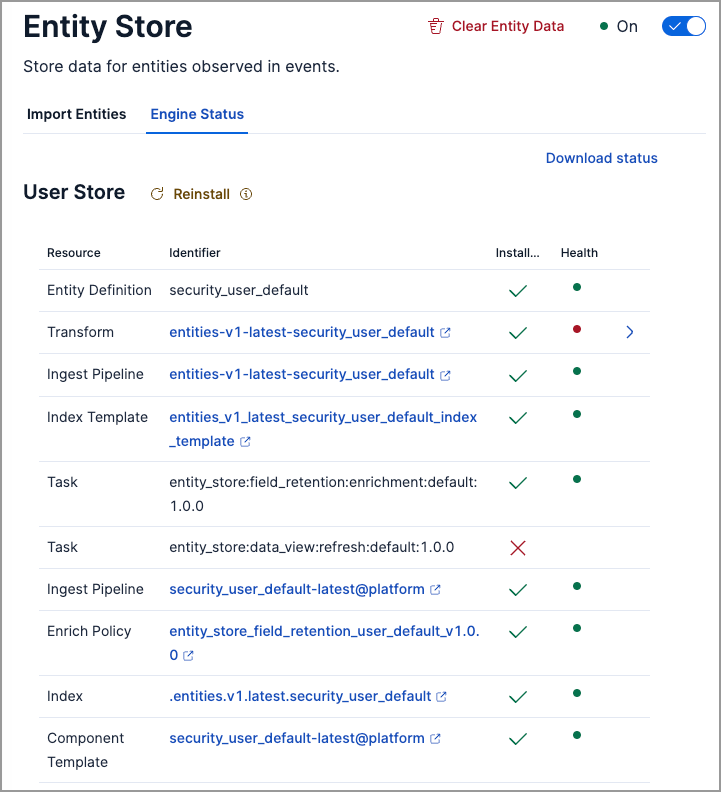 Entity Store
Clear Entity Data
On
Store data for entities observed in events.
Import Entities
Engine Status
Download status
User Store
Reinstall
Resource Identifier Install... Health
Entity Definition security_user_default
Transform entities-v1-latest-security_user_default
Ingest Pipeline entities-v1-latest-security_user_default
Index Template entities_v1_latest_security_user_default_index
_template
Task entity_store:field_retention:enrichment:default:
1.0.0
Task entity_store:data_view:refresh:default:1.0.0
Ingest Pipeline security_user_default-latest@platform
Enrich Policy entity_store_field_retention_user_default_v1.0.
0
Index .entities.v1.latest.security_user_default
Component security_user_default-latest@platform
Template